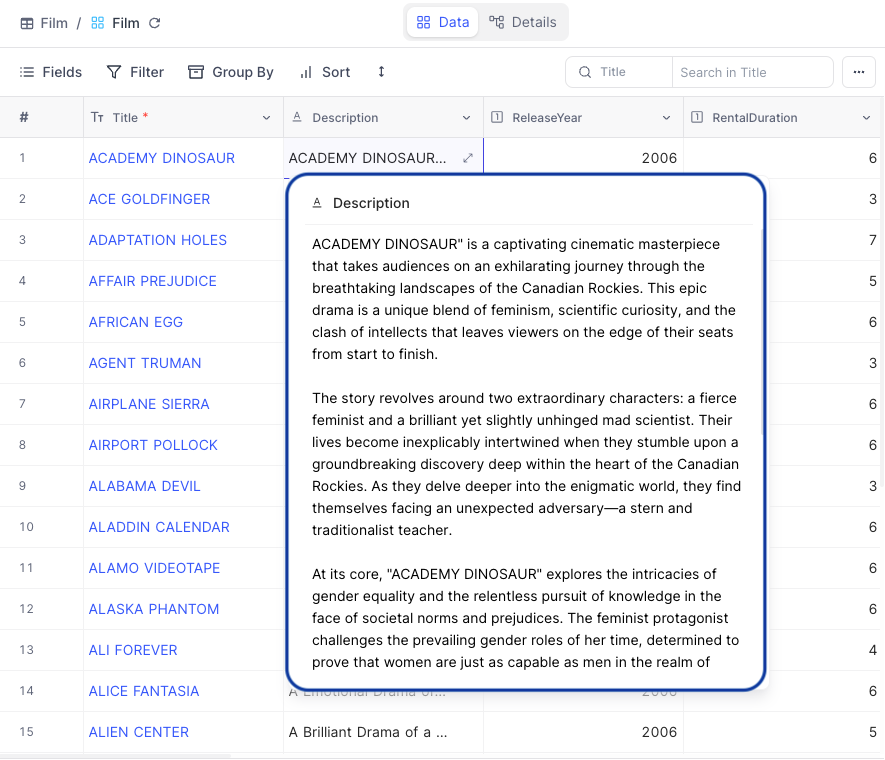 Film / Film
Data Details
Fields Filter Group By Sort Title Search in Title
# Title * Description ReleaseYear RentalDuration
1 ACADEMY DINOSAUR ACADEMY DINOSAUR... 2006 6
2 ACE GOLDFINGER 3
3 ADAPTATION HOLES 7
4 AFFAIR PREJUDICE 5
5 AFRICAN EGG 6
6 AGENT TRUMAN 3
7 AIRPLANE SIERRA 6
8 AIRPORT POLLOCK 6
9 ALABAMA DEVIL 3
10 ALADDIN CALENDAR 6
11 ALAMO VIDEOTAPE 6
12 ALASKA PHANTOM 6
13 ALI FOREVER 4
14 ALICE FANTASIA A Emotional Drama of... 2006 6
15 ALIEN CENTER A Brilliant Drama of a ... 2006 5
Description
ACADEMY DINOSAUR" is a captivating cinematic masterpiece
that takes audiences on an exhilarating journey through the
breathtaking landscapes of the Canadian Rockies. This epic
drama is a unique blend of feminism, scientific curiosity, and the
clash of intellects that leaves viewers on the edge of their seats
from start to finish.
The story revolves around two extraordinary characters: a fierce
feminist and a brilliant yet slightly unhinged mad scientist. Their
lives become inexplicably intertwined when they stumble upon a
groundbreaking discovery deep within the heart of the Canadian
Rockies. As they delve deeper into the enigmatic world, they find
themselves facing an unexpected adversary—a stern and
traditionalist teacher.
At its core, "ACADEMY DINOSAUR" explores the intricacies of
gender equality and the relentless pursuit of knowledge in the
face of societal norms and prejudices. The feminist protagonist
challenges the prevailing gender roles of her time, determined to
prove that women are just as capable as men in the realm of